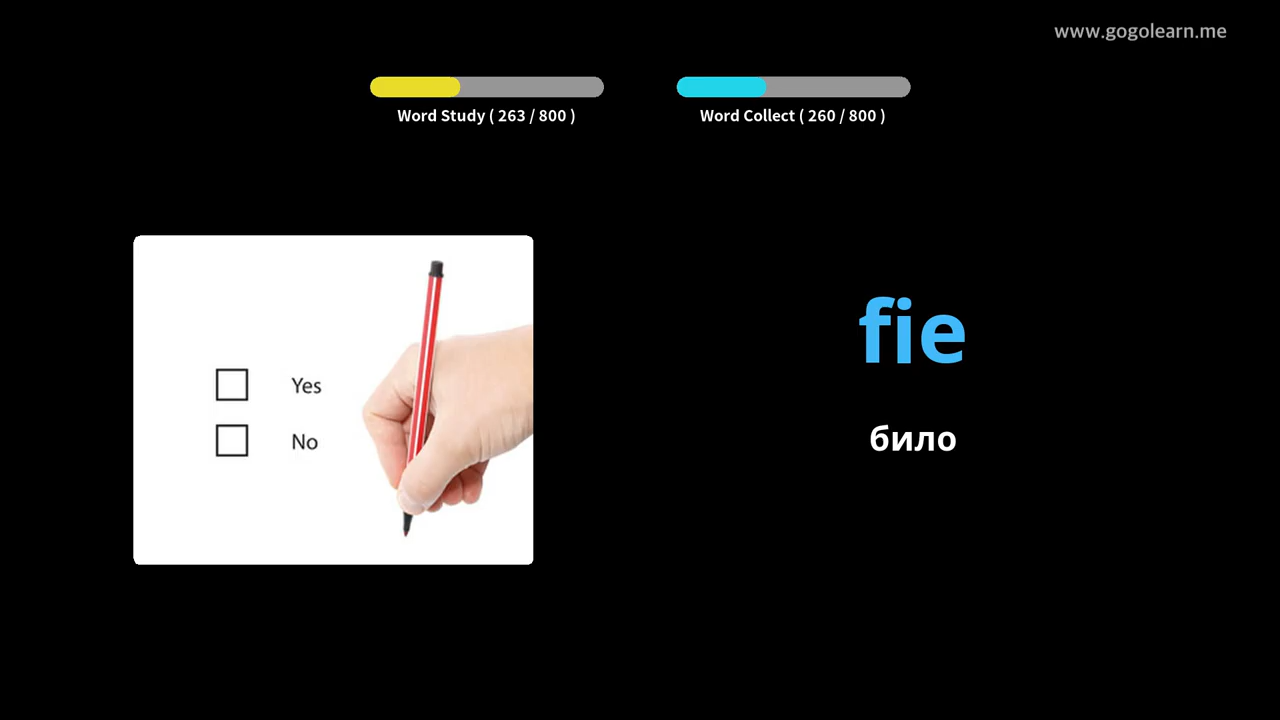 www.gogolearn.me
Word Study ( 263 / 800 )
Word Collect ( 260 / 800 )
Yes
No
fie
било